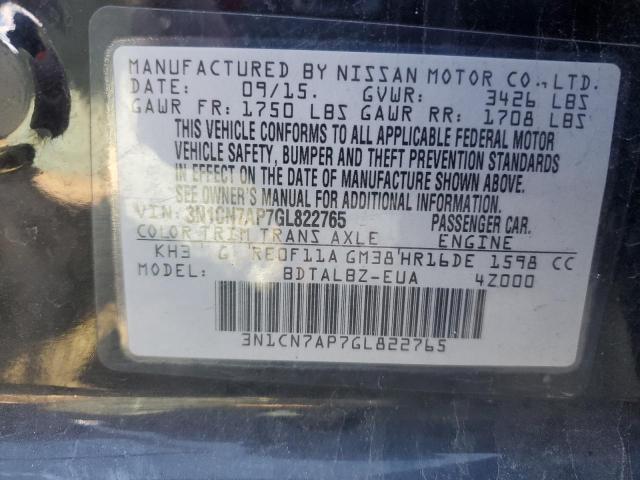 MANUFACTURED BY NISSAN MOTOR CO., LTD.
DATE: 09/15. GVWR: 3426 LBS
GAWR FR: 1750 LBS GAWR RR: 1708 LBS
THIS VEHICLE CONFORMS TO ALL APPLICABLE FEDERAL MOTOR
VEHICLE SAFETY, BUMPER AND THEFT PREVENTION STANDARDS
IN EFFECT ON THE DATE OF MANUFACTURE SHOWN ABOVE.
SEE OWNER'S MANUAL FOR ADDITIONAL INFORMATION.
VIN: 3N1CN7AP7GL822765 PASSENGER CAR.
COLOR TRIM TRANS AXLE ENGINE
KH3 G RE0F11A GM38 HR16DE 1598 CC
MODEL: BDTALBZ-EUA 4Z000
3N1CN7AP7GL822765